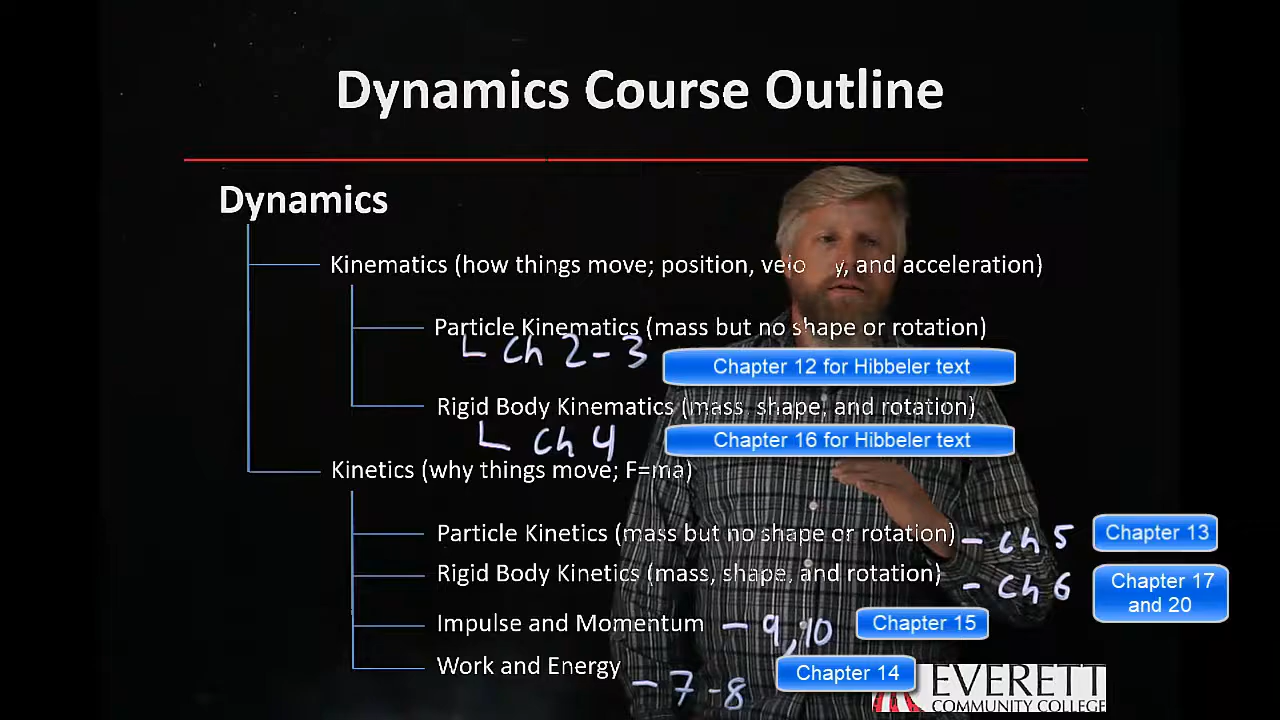 Dynamics Course Outline
Dynamics
Kinematics (how things move; position, velo y, and acceleration)
Particle Kinematics (mass but no shape or rotation)
Ch 2-3 Chapter 12 for Hibbeler text
Rigid Body Kinematics (mass, shape, and rotation)
Ch 4 Chapter 16 for Hibbeler text
Kinetics (why things move; F=ma)
Particle Kinetics (mass but no shape or rotation) - Ch 5 Chapter 13
Rigid Body Kinetics (mass, shape, and rotation) - Ch 6 Chapter 17 and 20
Impulse and Momentum - 9,10 Chapter 15
Work and Energy - 7-8 Chapter 14
EVERETT
COMMUNITY COLLEGE